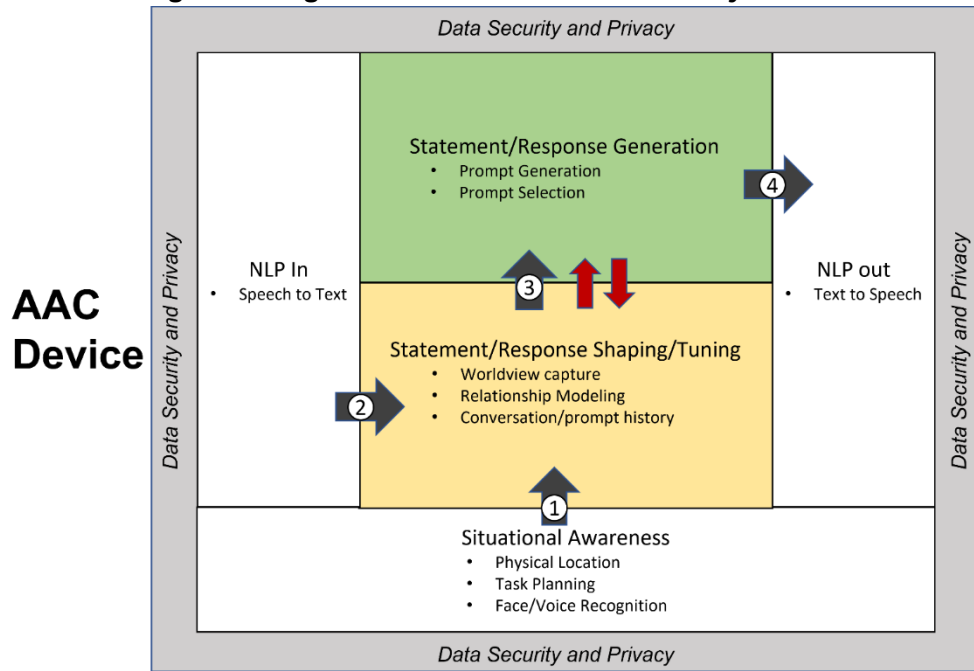 Data Security and Privacy
Statement/Response Generation
• Prompt Generation
• Prompt Selection
4
NLP In
• Speech to Text
3
NLP out
• Text to Speech
AAC
Device
Data Security and Privacy
Data Security and Privacy
Statement/Response Shaping/Tuning
• Worldview capture
• Relationship Modeling
• Conversation/prompt history
2
1
Situational Awareness
• Physical Location
• Task Planning
• Face/Voice Recognition
Data Security and Privacy